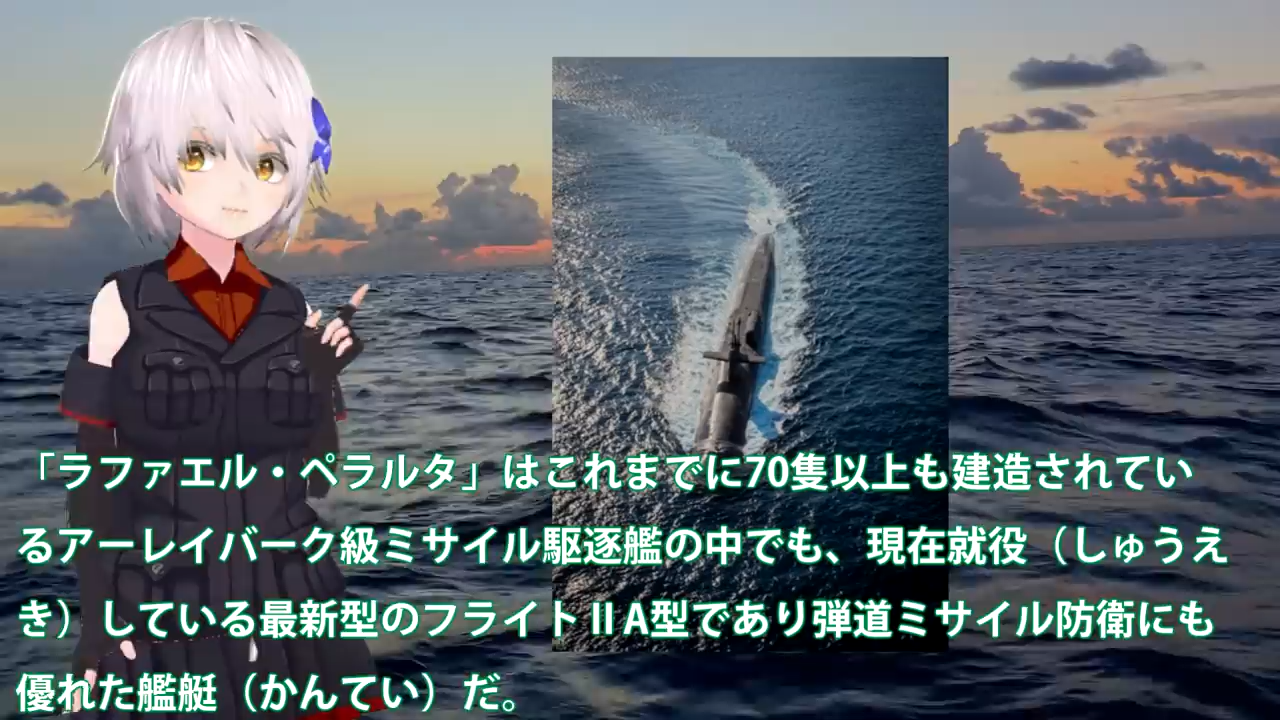 「ラファエル・ペラルタ」はこれまでに70隻以上も建造されてい
るアーレイバーク級ミサイル駆逐艦の中でも、現在就役（しゅうえ
き）している最新型のフライトⅡA型であり弾道ミサイル防衛にも
優れた艦艇（かんてい）だ。